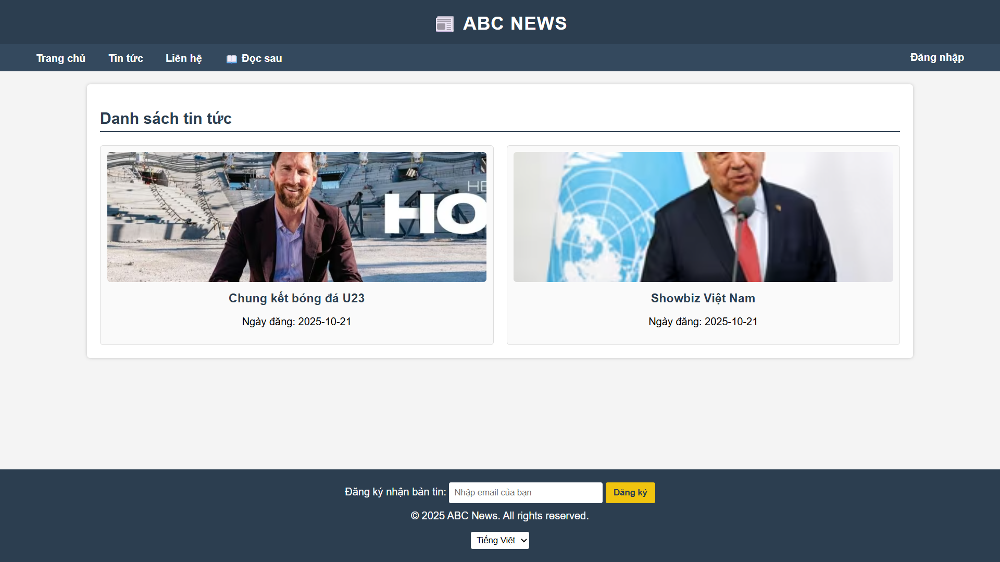 ABC NEWS
Trang chủ Tin tức Liên hệ Đọc sau Đăng nhập
Danh sách tin tức
HE
HO
Chung kết bóng đá U23
Ngày đăng: 2025-10-21
Showbiz Việt Nam
Ngày đăng: 2025-10-21
Đăng ký nhận bản tin: Nhập email của bạn Đăng ký
© 2025 ABC News. All rights reserved.
Tiếng Việt